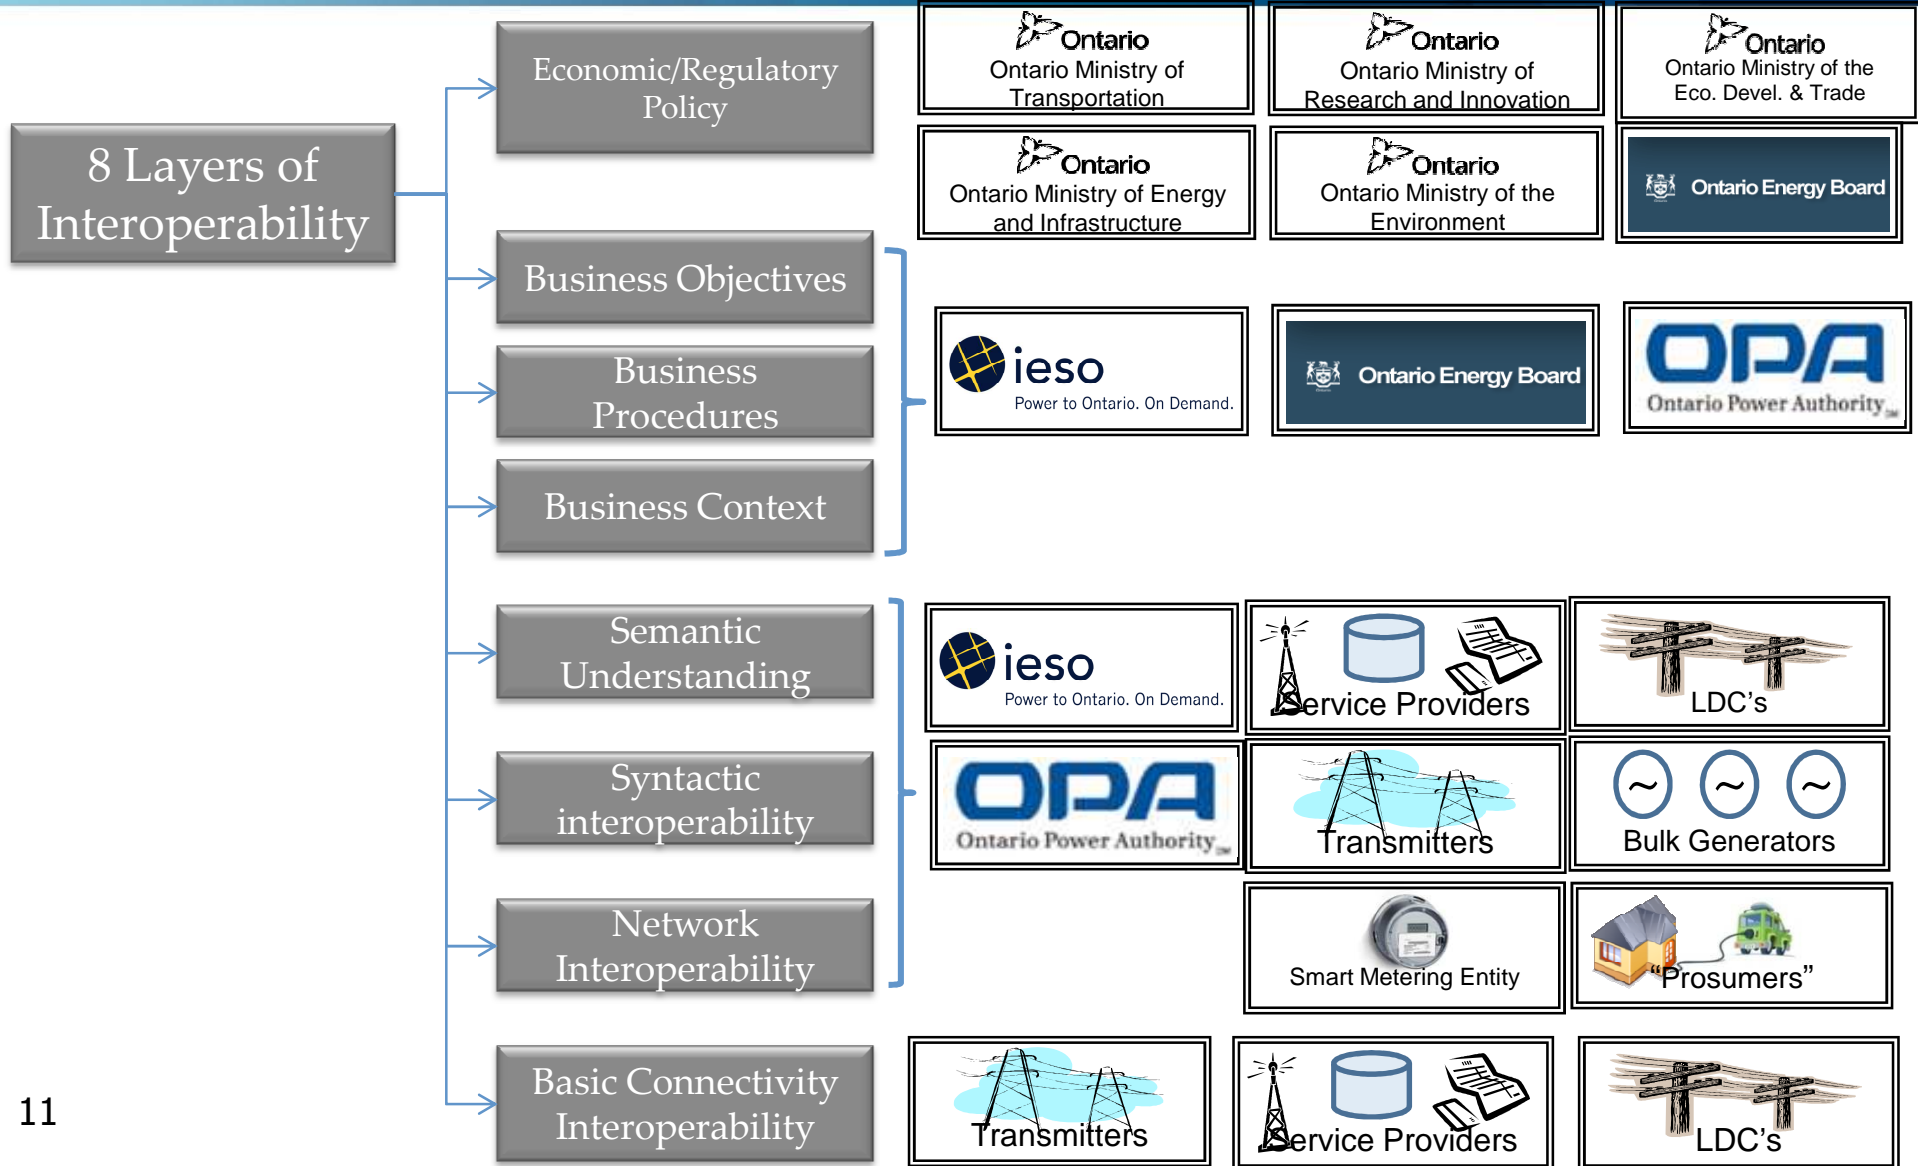 8 Layers of
Interoperability
Economic/Regulatory
Policy
Ontario
Ontario Ministry of
Transportation
Ontario
Ontario Ministry of
Research and Innovation
Ontario
Ontario Ministry of the
Eco. Devel. & Trade
Ontario
Ontario Ministry of Energy
and Infrastructure
Ontario
Ontario Ministry of the
Environment
Ontario Energy Board
Business Objectives
Business
Procedures
Business Context
ieso
Power to Ontario. On Demand.
Ontario Energy Board
OPA
Ontario Power Authority
Semantic
Understanding
Syntactic
interoperability
Network
Interoperability
ieso
Power to Ontario. On Demand.
Service Providers
LDC's
OPA
Ontario Power Authority
Transmitters
~ ~ ~
Bulk Generators
Smart Metering Entity
“Prosumers”
Basic Connectivity
Interoperability
Transmitters
Service Providers
LDC's
11